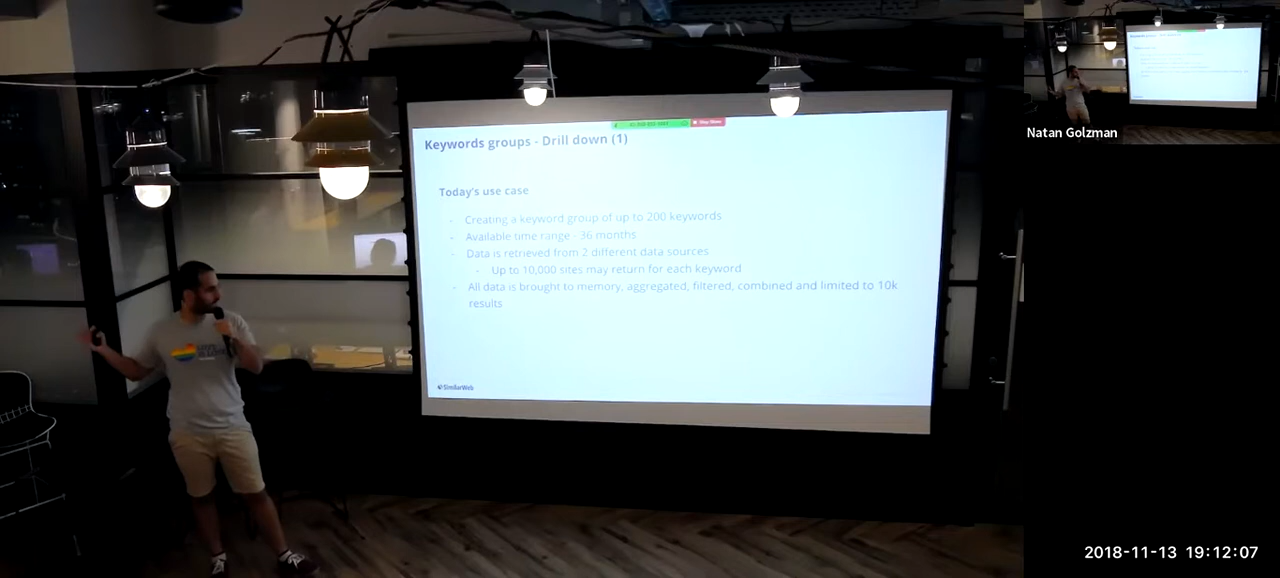 Keywords groups - Drill down (1)
Today's use case
- Creating a keyword group of up to 200 keywords
- Available time range - 36 months
- Data is retrieved from 2 different data sources
- Up to 10,000 sites may return for each keyword
- All data is brought to memory, aggregated, filtered, combined and limited to 10k
results
SimilarWeb
Natan Golzman
2018-11-13 19:12:07